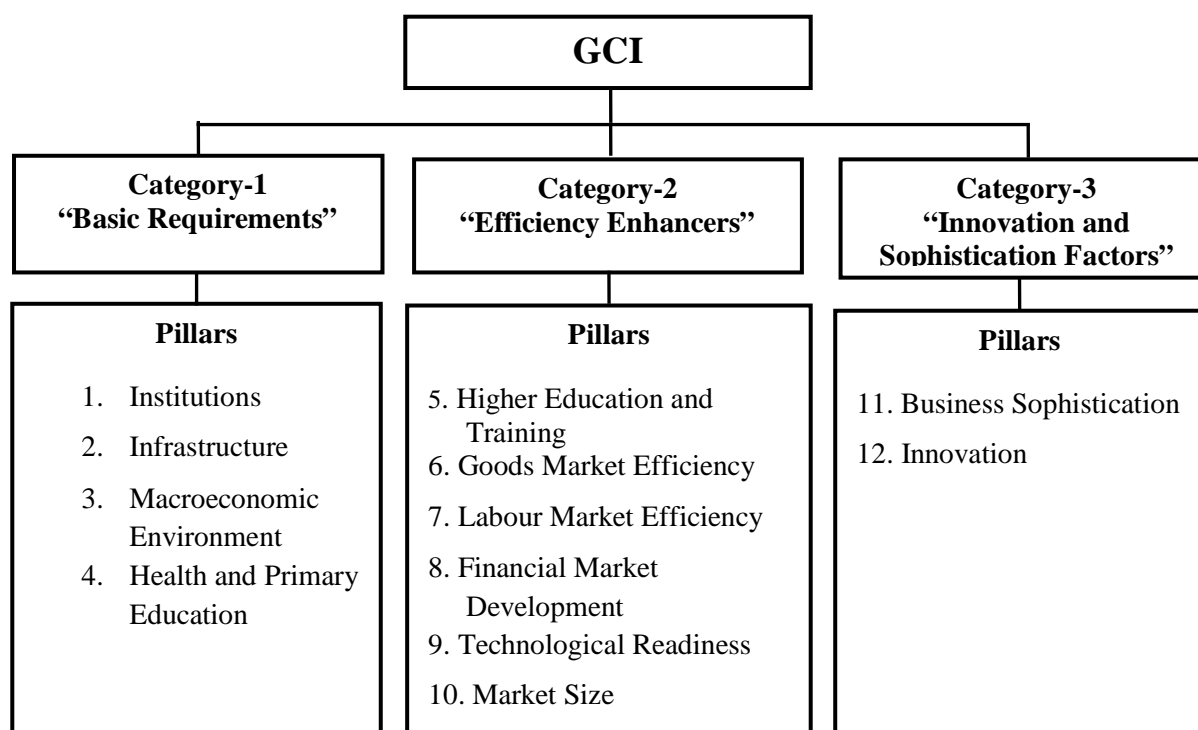 GCI
Category-1
“Basic Requirements”
Category-2
“Efficiency Enhancers”
Category-3
“Innovation and
Sophistication Factors”
Pillars
1. Institutions
2. Infrastructure
3. Macroeconomic
Environment
4. Health and Primary
Education
Pillars
5. Higher Education and
Training
6. Goods Market Efficiency
7. Labour Market Efficiency
8. Financial Market
Development
9. Technological Readiness
10. Market Size
Pillars
11. Business Sophistication
12. Innovation